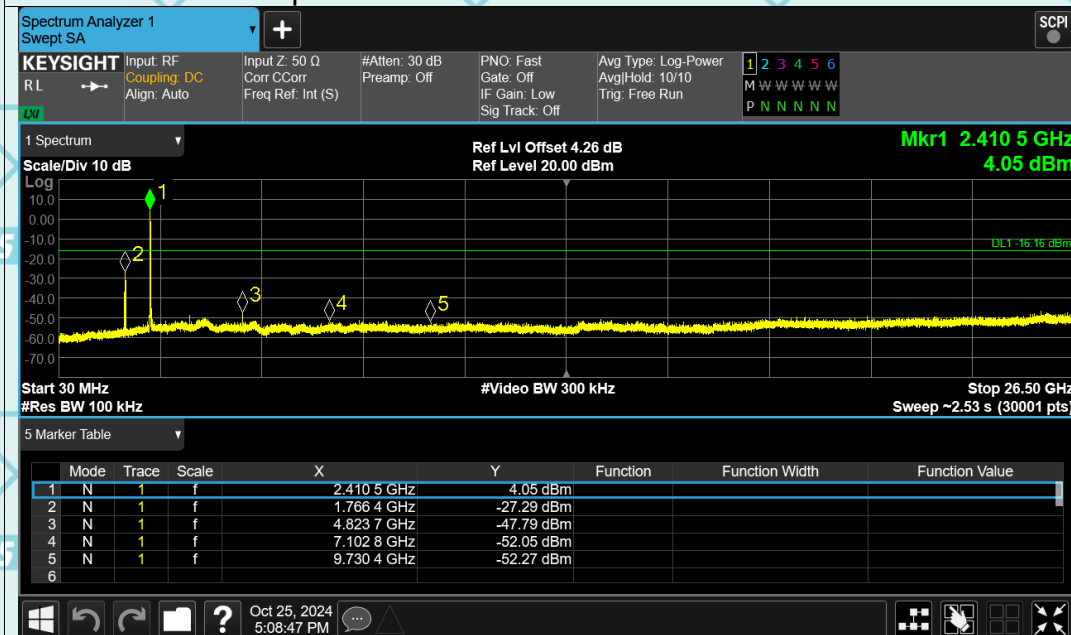 Spectrum Analyzer 1
Swept SA
+
SCPI
KEYSIGHT
R L
LXI
Input: RF
Coupling: DC
Align: Auto
Input Z: 50 Ω
Corr CCorr
Freq Ref: Int (S)
#Atten: 30 dB
Preamp: Off
PNO: Fast
Gate: Off
IF Gain: Low
Sig Track: Off
Avg Type: Log-Power
Avg|Hold: 10/10
Trig: Free Run
1 2 3 4 5 6
M W W W W W
P N N N N N
1 Spectrum
Scale/Div 10 dB
Ref Lvl Offset 4.26 dB
Ref Level 20.00 dBm
Mkr1 2.410 5 GHz
4.05 dBm
Log
10.0
0.00
-10.0
-20.0
-30.0
-40.0
-50.0
-60.0
-70.0
1
2
3
4
5
DL1 -16.16 dBm
Start 30 MHz
#Video BW 300 kHz
Stop 26.50 GHz
#Res BW 100 kHz
Sweep ~2.53 s (30001 pts)
5 Marker Table
Mode Trace Scale X Y Function Function Width Function Value
1 N 1 f 2.410 5 GHz 4.05 dBm
2 N 1 f 1.766 4 GHz -27.29 dBm
3 N 1 f 4.823 7 GHz -47.79 dBm
4 N 1 f 7.102 8 GHz -52.05 dBm
5 N 1 f 9.730 4 GHz -52.27 dBm
6
?
Oct 25, 2024
5:08:47 PM